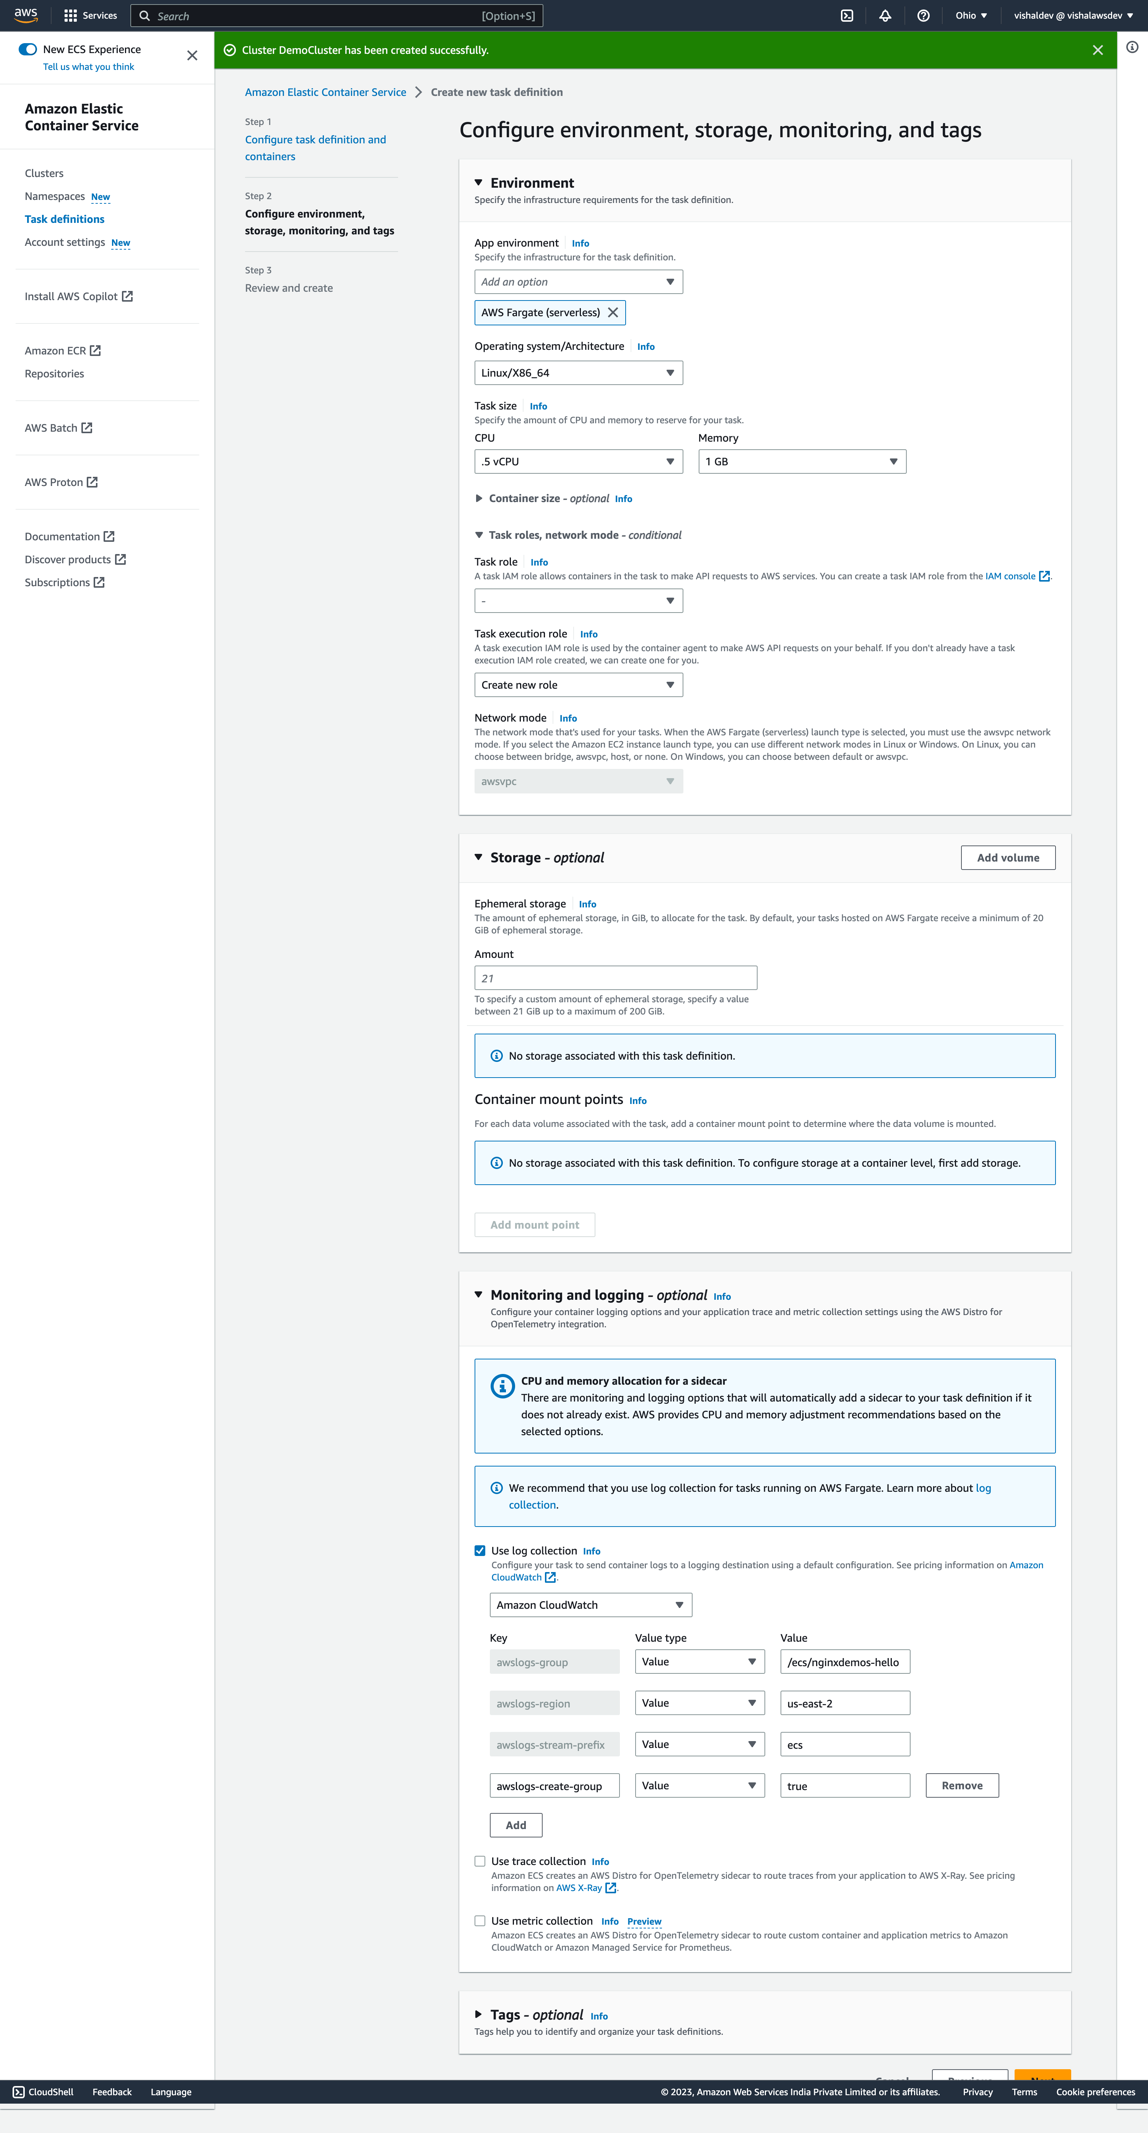 aws
Services
Search
[Option+S]
Ohio
vishaldev @ vishalawsdev
New ECS Experience
Tell us what you think
Cluster DemoCluster has been created successfully.
Amazon Elastic
Container Service
Clusters
Namespaces New
Task definitions
Account settings New
Install AWS Copilot
Amazon ECR
Repositories
AWS Batch
AWS Proton
Documentation
Discover products
Subscriptions
Amazon Elastic Container Service > Create new task definition
Step 1
Configure task definition and
containers
Step 2
Configure environment,
storage, monitoring, and tags
Step 3
Review and create
Configure environment, storage, monitoring, and tags
Environment
Specify the infrastructure requirements for the task definition.
App environment Info
Specify the infrastructure for the task definition.
Add an option
AWS Fargate (serverless)
Operating system/Architecture Info
Linux/X86_64
Task size Info
Specify the amount of CPU and memory to reserve for your task.
CPU
Memory
.5 vCPU
1 GB
Container size - optional Info
Task roles, network mode - conditional
Task role Info
A task IAM role allows containers in the task to make API requests to AWS services. You can create a task IAM role from the IAM console.
-
Task execution role Info
A task execution IAM role is used by the container agent to make AWS API requests on your behalf. If you don't already have a task
execution IAM role created, we can create one for you.
Create new role
Network mode Info
The network mode that's used for your tasks. When the AWS Fargate (serverless) launch type is selected, you must use the awsvpc network
mode. If you select the Amazon EC2 instance launch type, you can use different network modes in Linux or Windows. On Linux, you can
choose between bridge, awsvpc, host, or none. On Windows, you can choose between default or awsvpc.
awsvpc
Storage - optional
Add volume
Ephemeral storage Info
The amount of ephemeral storage, in GiB, to allocate for the task. By default, your tasks hosted on AWS Fargate receive a minimum of 20
GiB of ephemeral storage.
Amount
21
To specify a custom amount of ephemeral storage, specify a value
between 21 GiB up to a maximum of 200 GiB.
No storage associated with this task definition.
Container mount points Info
For each data volume associated with the task, add a container mount point to determine where the data volume is mounted.
No storage associated with this task definition. To configure storage at a container level, first add storage.
Add mount point
Monitoring and logging - optional Info
Configure your container logging options and your application trace and metric collection settings using the AWS Distro for
OpenTelemetry integration.
CPU and memory allocation for a sidecar
There are monitoring and logging options that will automatically add a sidecar to your task definition if it
does not already exist. AWS provides CPU and memory adjustment recommendations based on the
selected options.
We recommend that you use log collection for tasks running on AWS Fargate. Learn more about log
collection.
Use log collection Info
Configure your task to send container logs to a logging destination using a default configuration. See pricing information on Amazon
CloudWatch.
Amazon CloudWatch
Key Value type Value
awslogs-group Value /ecs/nginxdemos-hello
awslogs-region Value us-east-2
awslogs-stream-prefix Value ecs
awslogs-create-group Value true Remove
Add
Use trace collection Info
Amazon ECS creates an AWS Distro for OpenTelemetry sidecar to route traces from your application to AWS X-Ray. See pricing
information on AWS X-Ray.
Use metric collection Info Preview
Amazon ECS creates an AWS Distro for OpenTelemetry sidecar to route custom container and application metrics to Amazon
CloudWatch or Amazon Managed Service for Prometheus.
Tags - optional Info
Tags help you to identify and organize your task definitions.
Cancel Previous Next
CloudShell Feedback Language
© 2023, Amazon Web Services India Private Limited or its affiliates. Privacy Terms Cookie preferences